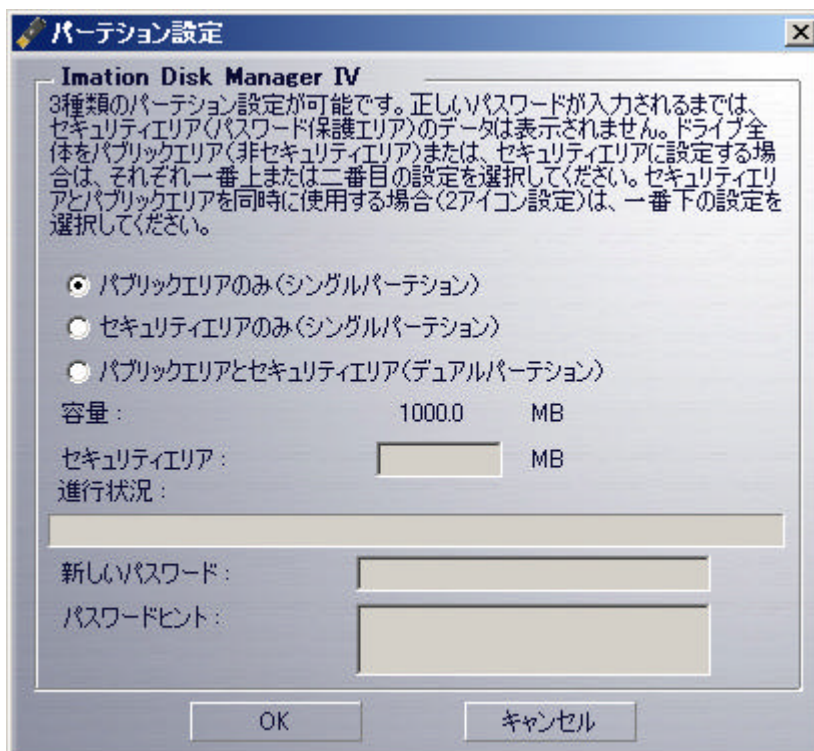 パーテション設定
Imation Disk Manager IV
3種類のパーテション設定が可能です。正しいパスワードが入力されるまでは、
セキュリティエリア(パスワード保護エリア)のデータは表示されません。ドライブ全
体をパブリックエリア(非セキュリティエリア)または、セキュリティエリアに設定する場
合は、それぞれ一番上または二番目の設定を選択してください。セキュリティエリ
アとパブリックエリアを同時に使用する場合(2アイコン設定)は、一番下の設定を
選択してください。
パブリックエリアのみ(シングルパーテション)
セキュリティエリアのみ(シングルパーテション)
パブリックエリアとセキュリティエリア(デュアルパーテション)
容量: 1000.0 MB
セキュリティエリア: MB
進行状況:
新しいパスワード:
パスワードヒント:
OK キャンセル